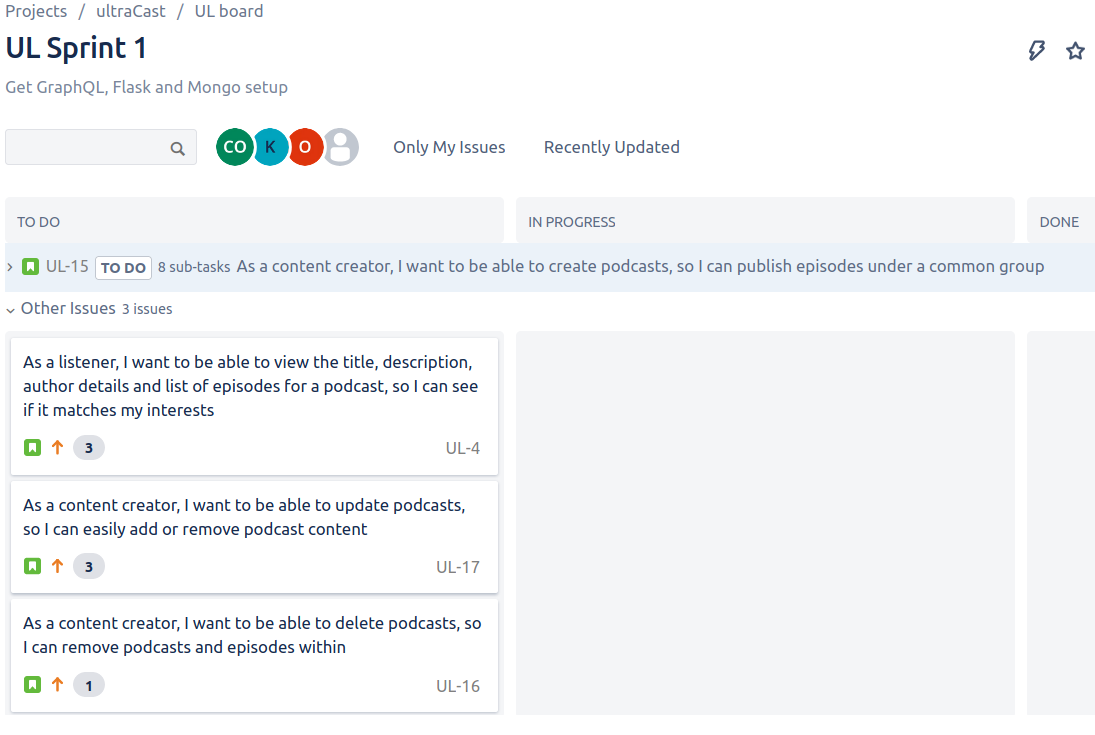 Projects / ultraCast / UL board
UL Sprint 1
Get GraphQL, Flask and Mongo setup
CO K O Only My Issues Recently Updated
TO DO IN PROGRESS DONE
UL-15 TO DO 8 sub-tasks As a content creator, I want to be able to create podcasts, so I can publish episodes under a common group
Other Issues 3 issues
As a listener, I want to be able to view the title, description,
author details and list of episodes for a podcast, so I can see
if it matches my interests
3 UL-4
As a content creator, I want to be able to update podcasts,
so I can easily add or remove podcast content
3 UL-17
As a content creator, I want to be able to delete podcasts, so
I can remove podcasts and episodes within
1 UL-16